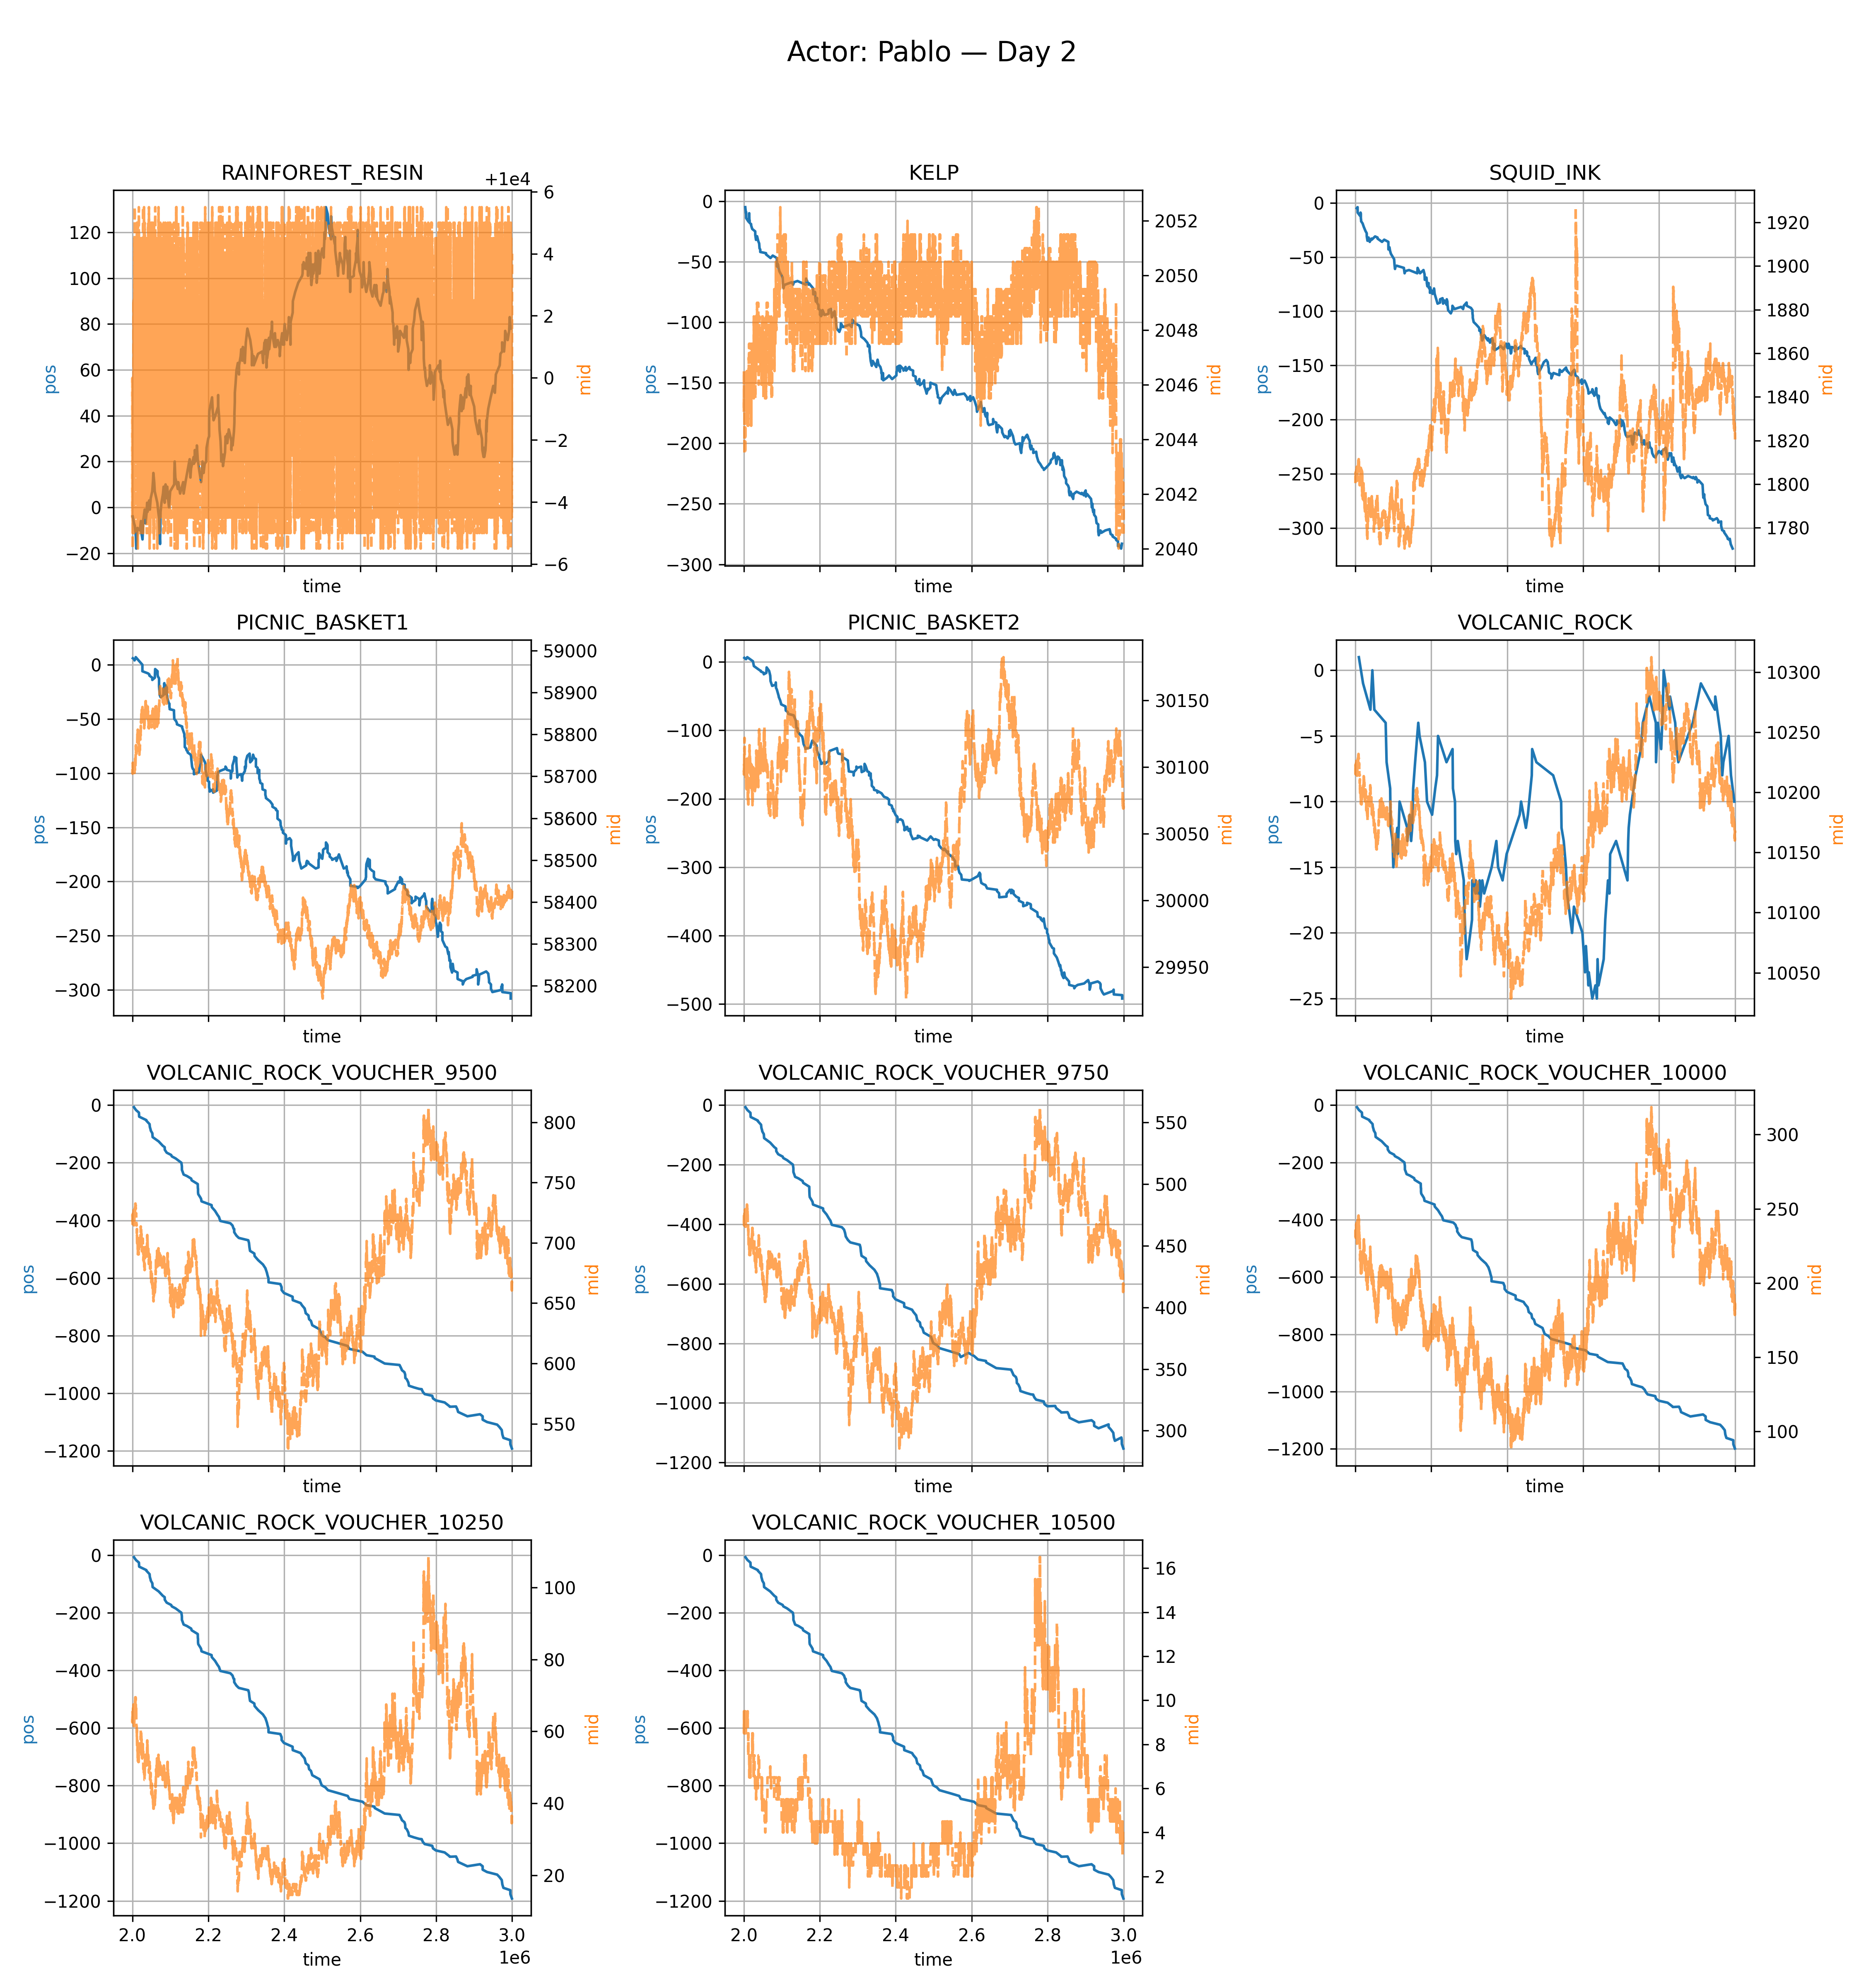 Actor: Pablo — Day 2
RAINFOREST_RESIN
+1e4
120
100
80
60
40
20
0
−20
pos
6
4
2
0
−2
−4
−6
mid
time
KELP
0
−50
−100
−150
−200
−250
−300
pos
2052
2050
2048
2046
2044
2042
2040
mid
time
SQUID_INK
0
−50
−100
−150
−200
−250
−300
pos
1920
1900
1880
1860
1840
1820
1800
1780
mid
time
PICNIC_BASKET1
0
−50
−100
−150
−200
−250
−300
pos
59000
58900
58800
58700
58600
58500
58400
58300
58200
mid
time
PICNIC_BASKET2
0
−100
−200
−300
−400
−500
pos
30150
30100
30050
30000
29950
mid
time
VOLCANIC_ROCK
0
−5
−10
−15
−20
−25
pos
10300
10250
10200
10150
10100
10050
mid
time
VOLCANIC_ROCK_VOUCHER_9500
0
−200
−400
−600
−800
−1000
−1200
pos
800
750
700
650
600
550
mid
time
VOLCANIC_ROCK_VOUCHER_9750
0
−200
−400
−600
−800
−1000
−1200
pos
550
500
450
400
350
300
mid
time
VOLCANIC_ROCK_VOUCHER_10000
0
−200
−400
−600
−800
−1000
−1200
pos
300
250
200
150
100
mid
time
VOLCANIC_ROCK_VOUCHER_10250
0
−200
−400
−600
−800
−1000
−1200
pos
100
80
60
40
20
mid
2.0 2.2 2.4 2.6 2.8 3.0
time
1e6
VOLCANIC_ROCK_VOUCHER_10500
0
−200
−400
−600
−800
−1000
−1200
pos
16
14
12
10
8
6
4
2
mid
2.0 2.2 2.4 2.6 2.8 3.0
time
1e6